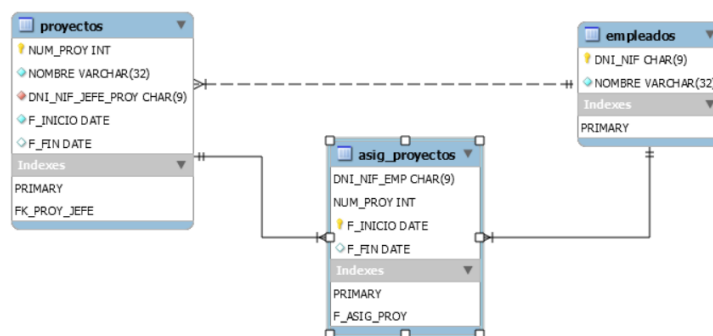 proyectos
NUM_PROY INT
NOMBRE VARCHAR(32)
DNI_NIF_JEFE_PROY CHAR(9)
F_INICIO DATE
F_FIN DATE
Indexes
PRIMARY
FK_PROY_JEFE
empleados
DNI_NIF CHAR(9)
NOMBRE VARCHAR(32)
Indexes
PRIMARY
asig_proyectos
DNI_NIF_EMP CHAR(9)
NUM_PROY INT
F_INICIO DATE
F_FIN DATE
Indexes
PRIMARY
F_ASIG_PROY